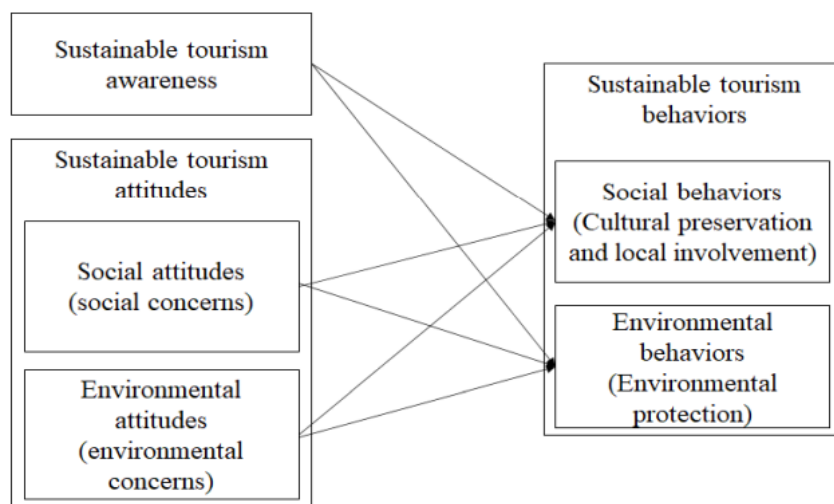 Sustainable tourism
awareness
Sustainable tourism
attitudes
Social attitudes
(social concerns)
Environmental
attitudes
(environmental
concerns)
Sustainable tourism
behaviors
Social behaviors
(Cultural preservation
and local involvement)
Environmental
behaviors
(Environmental
protection)